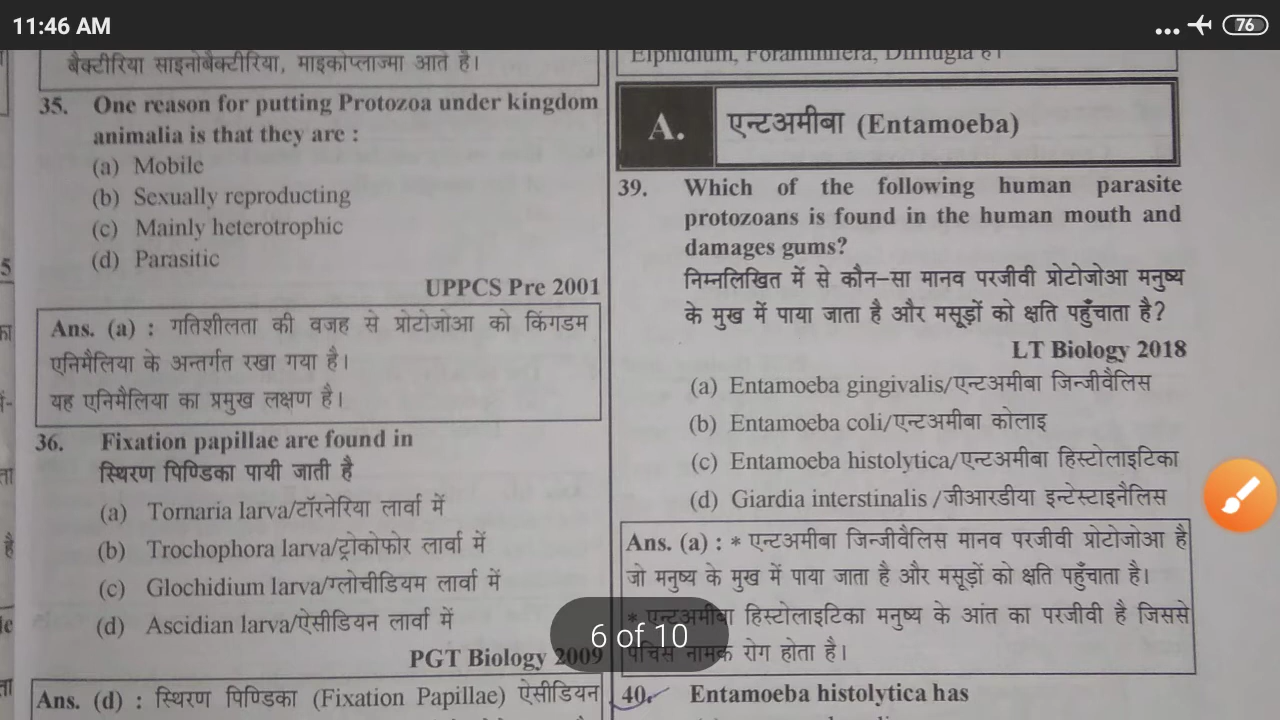 11:46 AM
76
बैक्टीरिया साइनोबैक्टीरिया, माइकोप्लाज्मा आते है।
35. One reason for putting Protozoa under kingdom
animalia is that they are :
(a) Mobile
(b) Sexually reproducting
(c) Mainly heterotrophic
(d) Parasitic
UPPCS Pre 2001
Ans. (a) : गतिशीलता की वजह से प्रोटोजोआ को किंगडम
एनिमैलिया के अन्तर्गत रखा गया है।
यह एनिमैलिया का प्रमुख लक्षण है।
36. Fixation papillae are found in
स्थिरण पिण्डिका पायी जाती है
(a) Tornaria larva/टॉरनेरिया लार्वा में
(b) Trochophora larva/ट्रोकोफोर लार्वा में
(c) Glochidium larva/ग्लोचीडियम लार्वा में
(d) Ascidian larva/ऐसीडियन लार्वा में
PGT Biology 2009
Ans. (d) : स्थिरण पिण्डिका (Fixation Papillae) ऐसीडियन
Elphidium, Foraminifera, Difflugia है।
A. एन्टअमीबा (Entamoeba)
39. Which of the following human parasite
protozoans is found in the human mouth and
damages gums?
निम्नलिखित में से कौन-सा मानव परजीवी प्रोटोजोआ मनुष्य
के मुख में पाया जाता है और मसूड़ों को क्षति पहुँचाता है?
LT Biology 2018
(a) Entamoeba gingivalis/एन्टअमीबा जिन्जीवैलिस
(b) Entamoeba coli/एन्टअमीबा कोलाइ
(c) Entamoeba histolytica/एन्टअमीबा हिस्टोलाइटिका
(d) Giardia interstinalis /जीआरडीया इन्टेस्टाइनैलिस
Ans. (a) : * एन्टअमीबा जिन्जीवैलिस मानव परजीवी प्रोटोजोआ है
जो मनुष्य के मुख में पाया जाता है और मसूड़ों को क्षति पहुँचाता है।
* एन्टअमीबा हिस्टोलाइटिका मनुष्य के आंत का परजीवी है जिससे
पेचिस नामक रोग होता है।
40. Entamoeba histolytica has
6 of 10